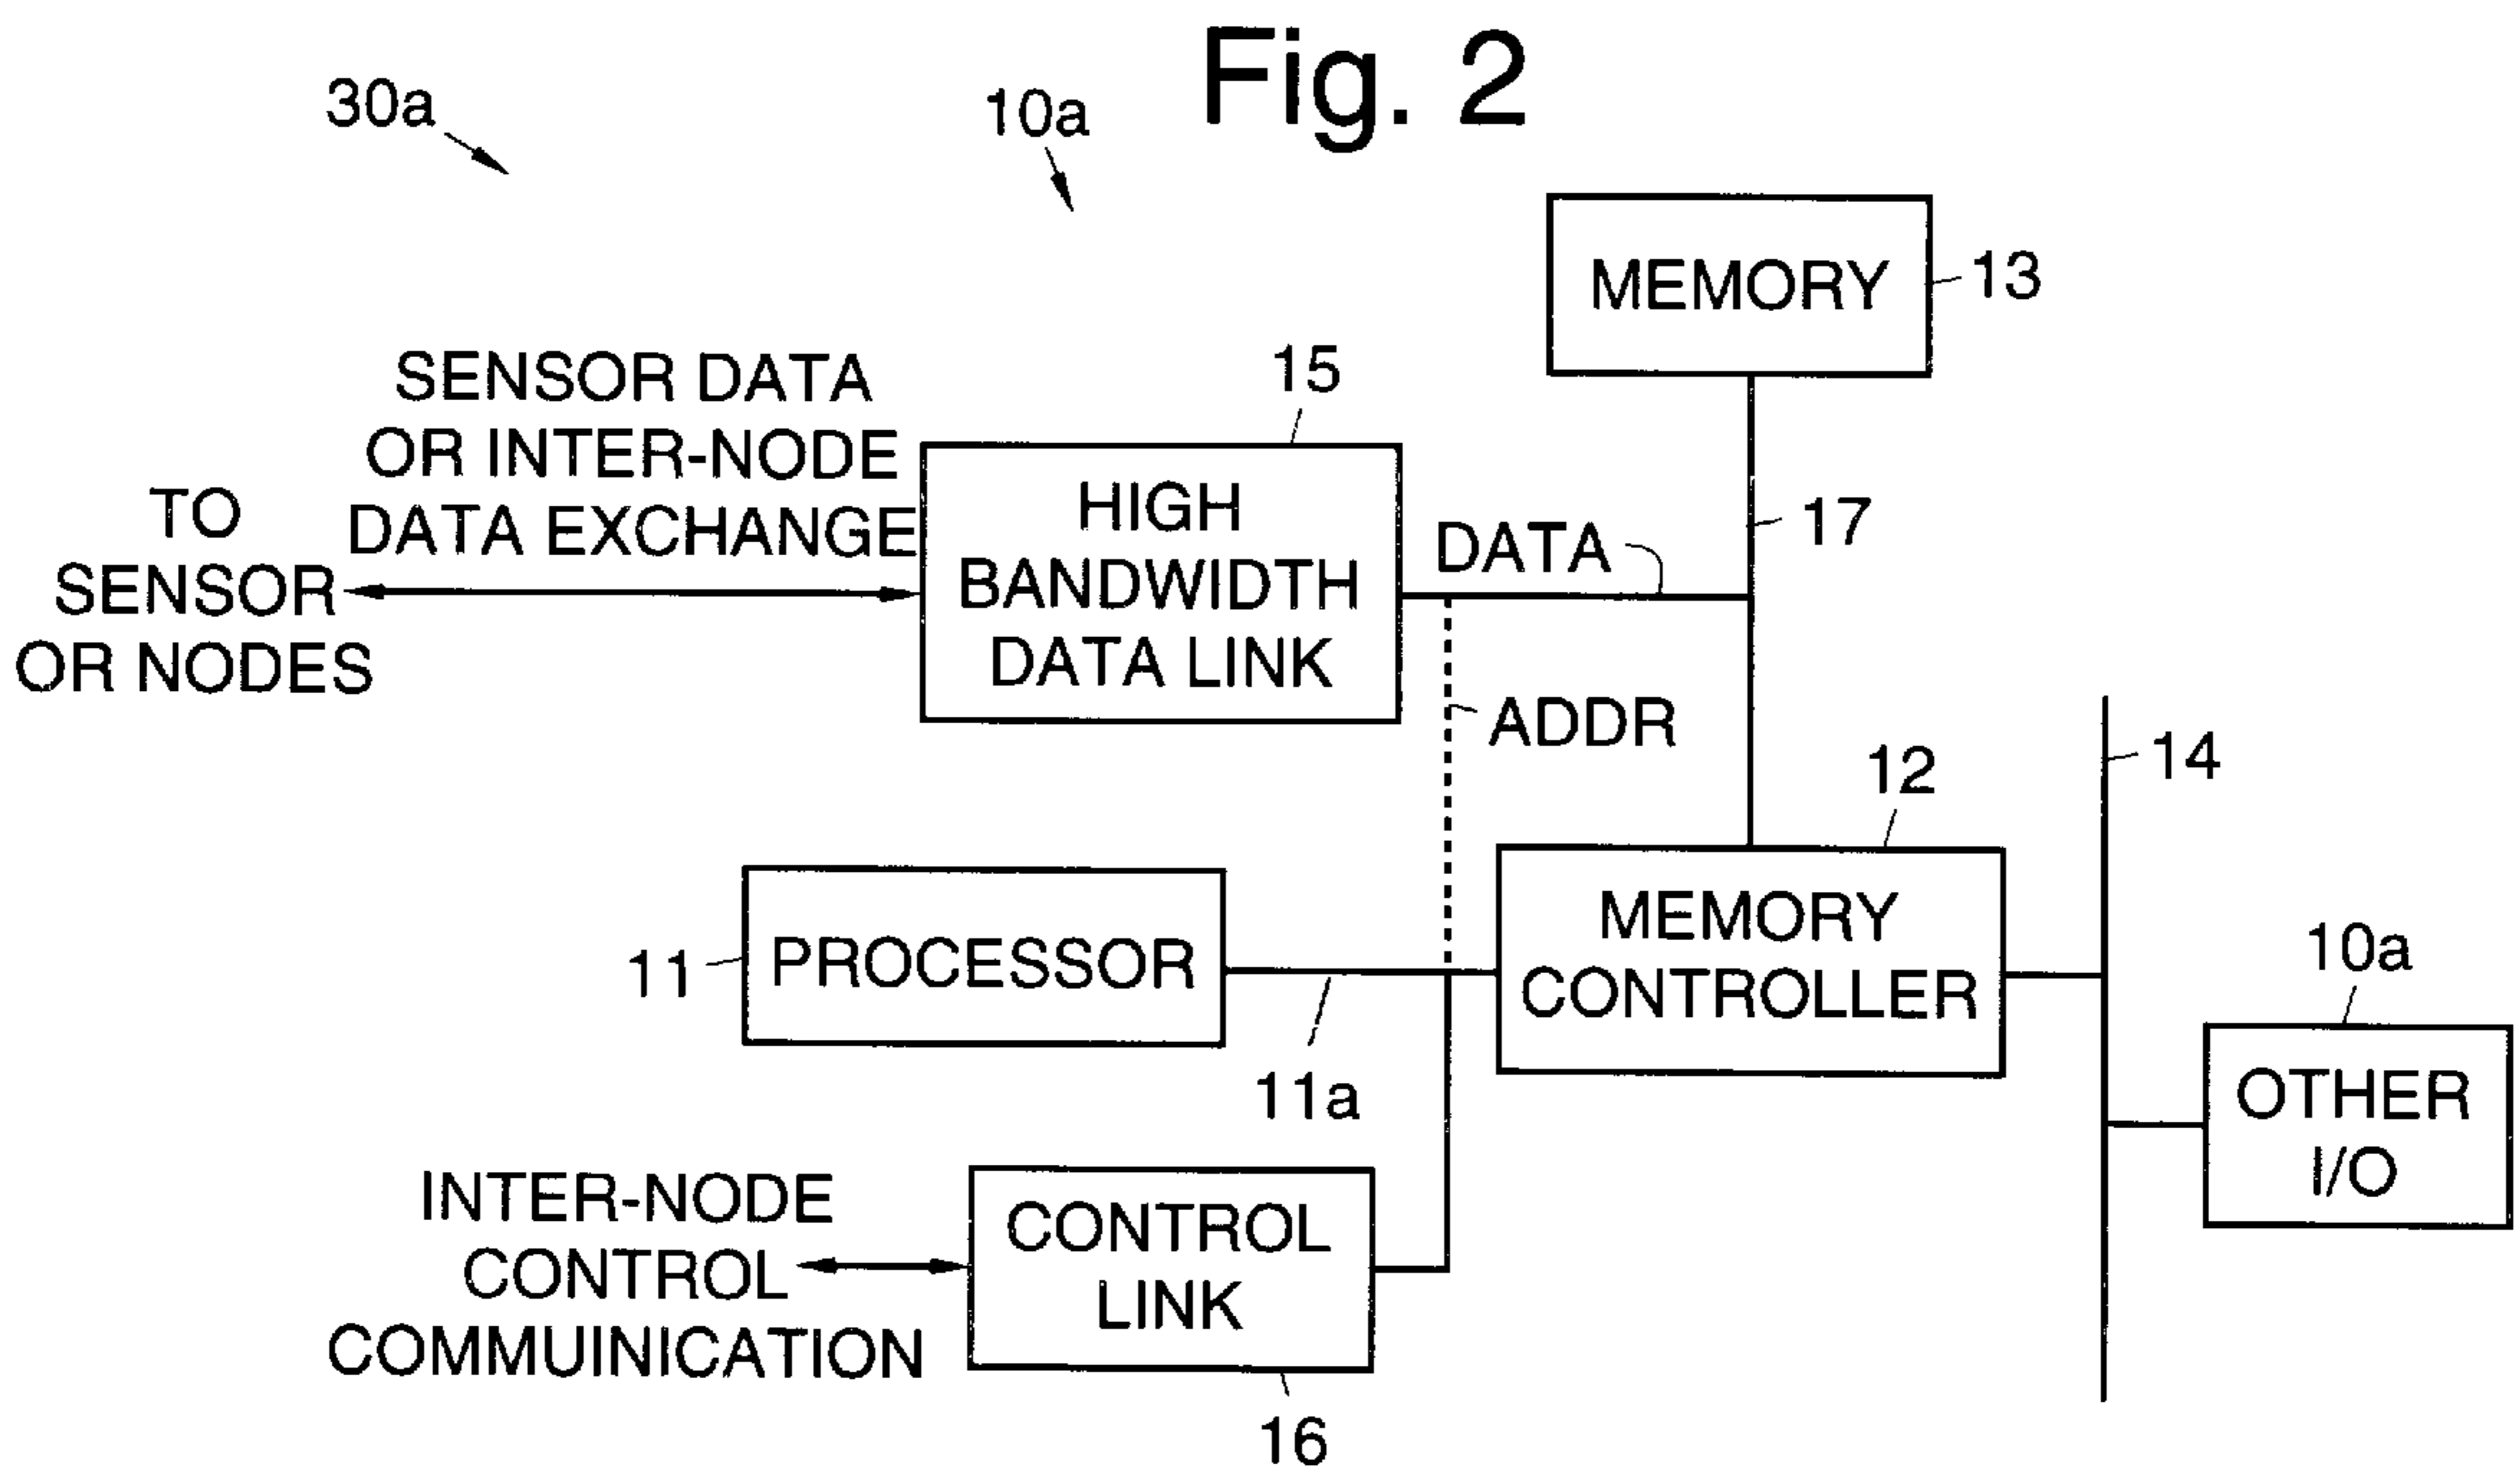 Fig. 2
30a
10a
MEMORY
13
15
SENSOR DATA
OR INTER-NODE
DATA EXCHANGE
TO
SENSOR
OR NODES
HIGH
BANDWIDTH
DATA LINK
DATA
17
ADDR
14
12
MEMORY
CONTROLLER
PROCESSOR
11
11a
10a
OTHER
I/O
INTER-NODE
CONTROL
COMMUINICATION
CONTROL
LINK
16